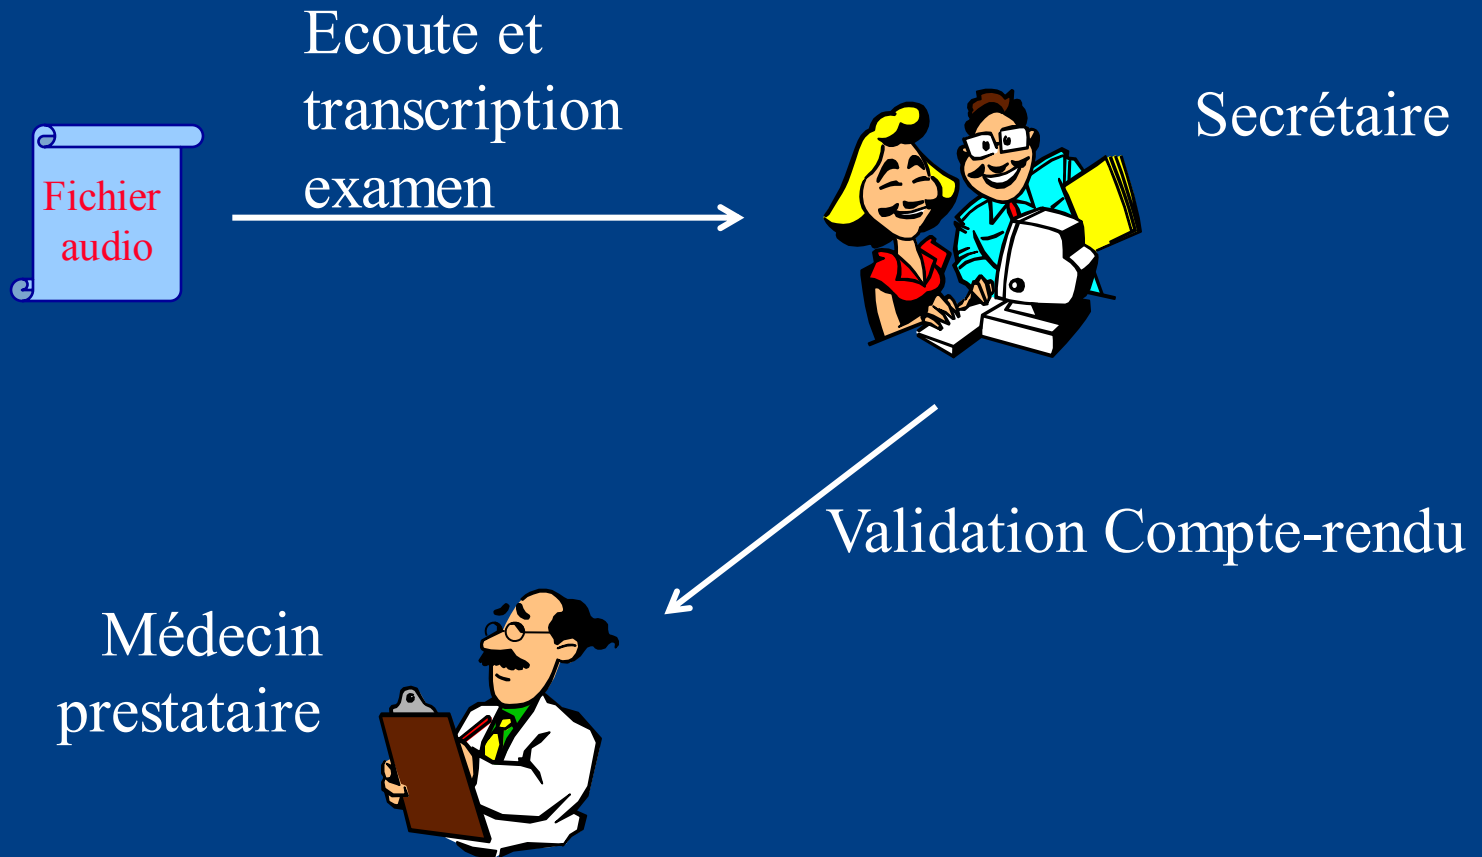 Ecoute et
transcription
examen
Fichier
audio
Secrétaire
Validation Compte-rendu
Médecin
prestataire